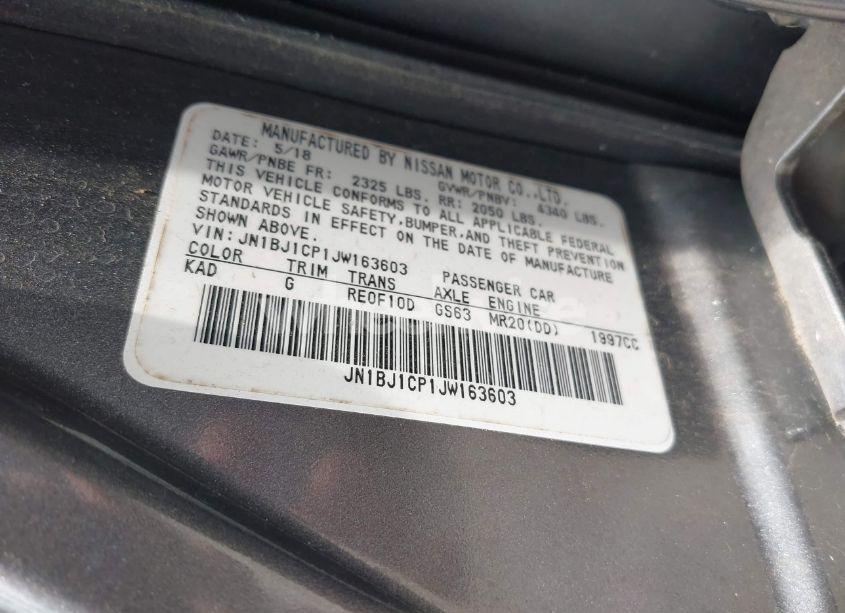 MANUFACTURED BY NISSAN MOTOR CO.,LTD.
DATE: 5/18 GVWR/PNBV: 4340 LBS.
GAWR/PNBE FR: 2325 LBS. RR: 2050 LBS.
THIS VEHICLE CONFORMS TO ALL APPLICABLE FEDERAL
MOTOR VEHICLE SAFETY,BUMPER,AND THEFT PREVENTION
STANDARDS IN EFFECT ON THE DATE OF MANUFACTURE
SHOWN ABOVE.
VIN:JN1BJ1CP1JW163603 PASSENGER CAR
COLOR TRIM TRANS AXLE ENGINE
KAD G RE0F10D GS63 MR20(DD) 1997CC
JN1BJ1CP1JW163603